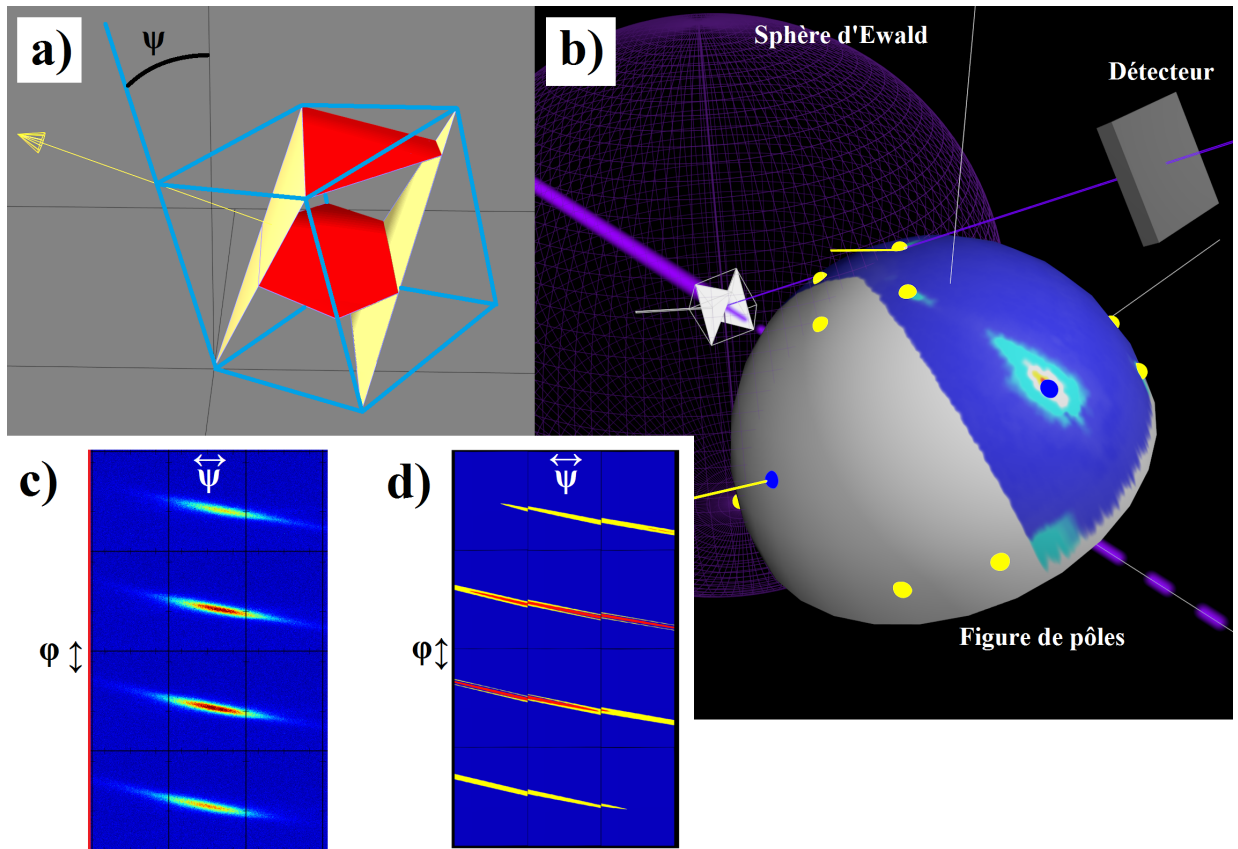 a)
ψ
b)
Sphère d'Ewald
Détecteur
Figure de pôles
c)
ψ
φ
d)
ψ
φ